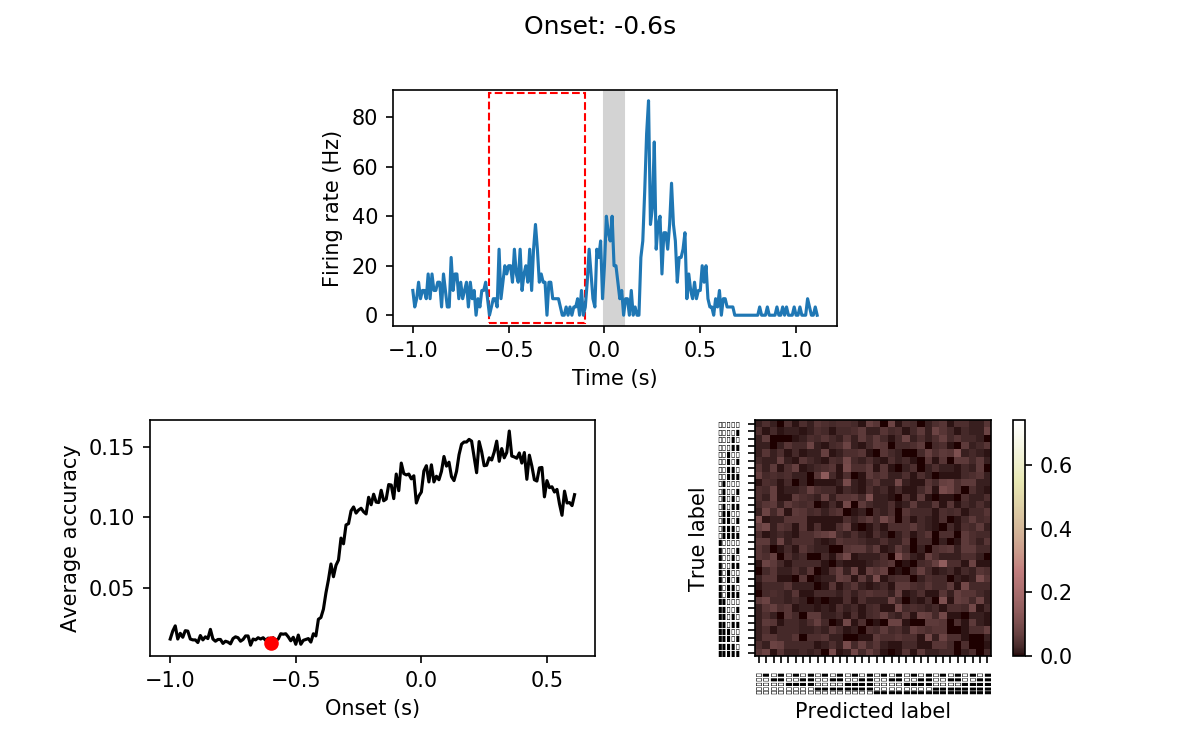 Onset: -0.6s
80
60
40
20
0
Firing rate (Hz)
−1.0 −0.5 0.0 0.5 1.0
Time (s)
0.15
0.10
0.05
Average accuracy
−1.0 −0.5 0.0 0.5
Onset (s)
True label
Predicted label
0.6
0.4
0.2
0.0